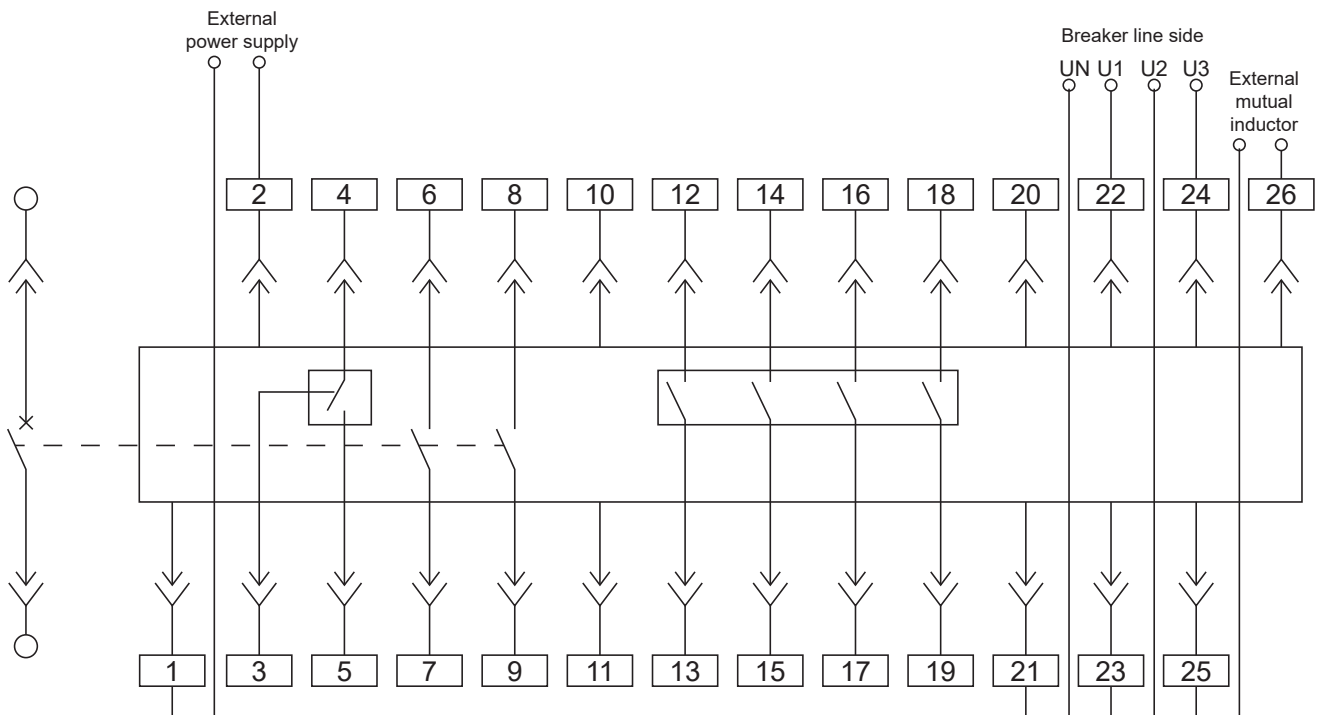 External
power supply
Breaker line side
UN U1 U2 U3
External
mutual
inductor
2 4 6 8 10 12 14 16 18 20 22 24 26
1 3 5 7 9 11 13 15 17 19 21 23 25